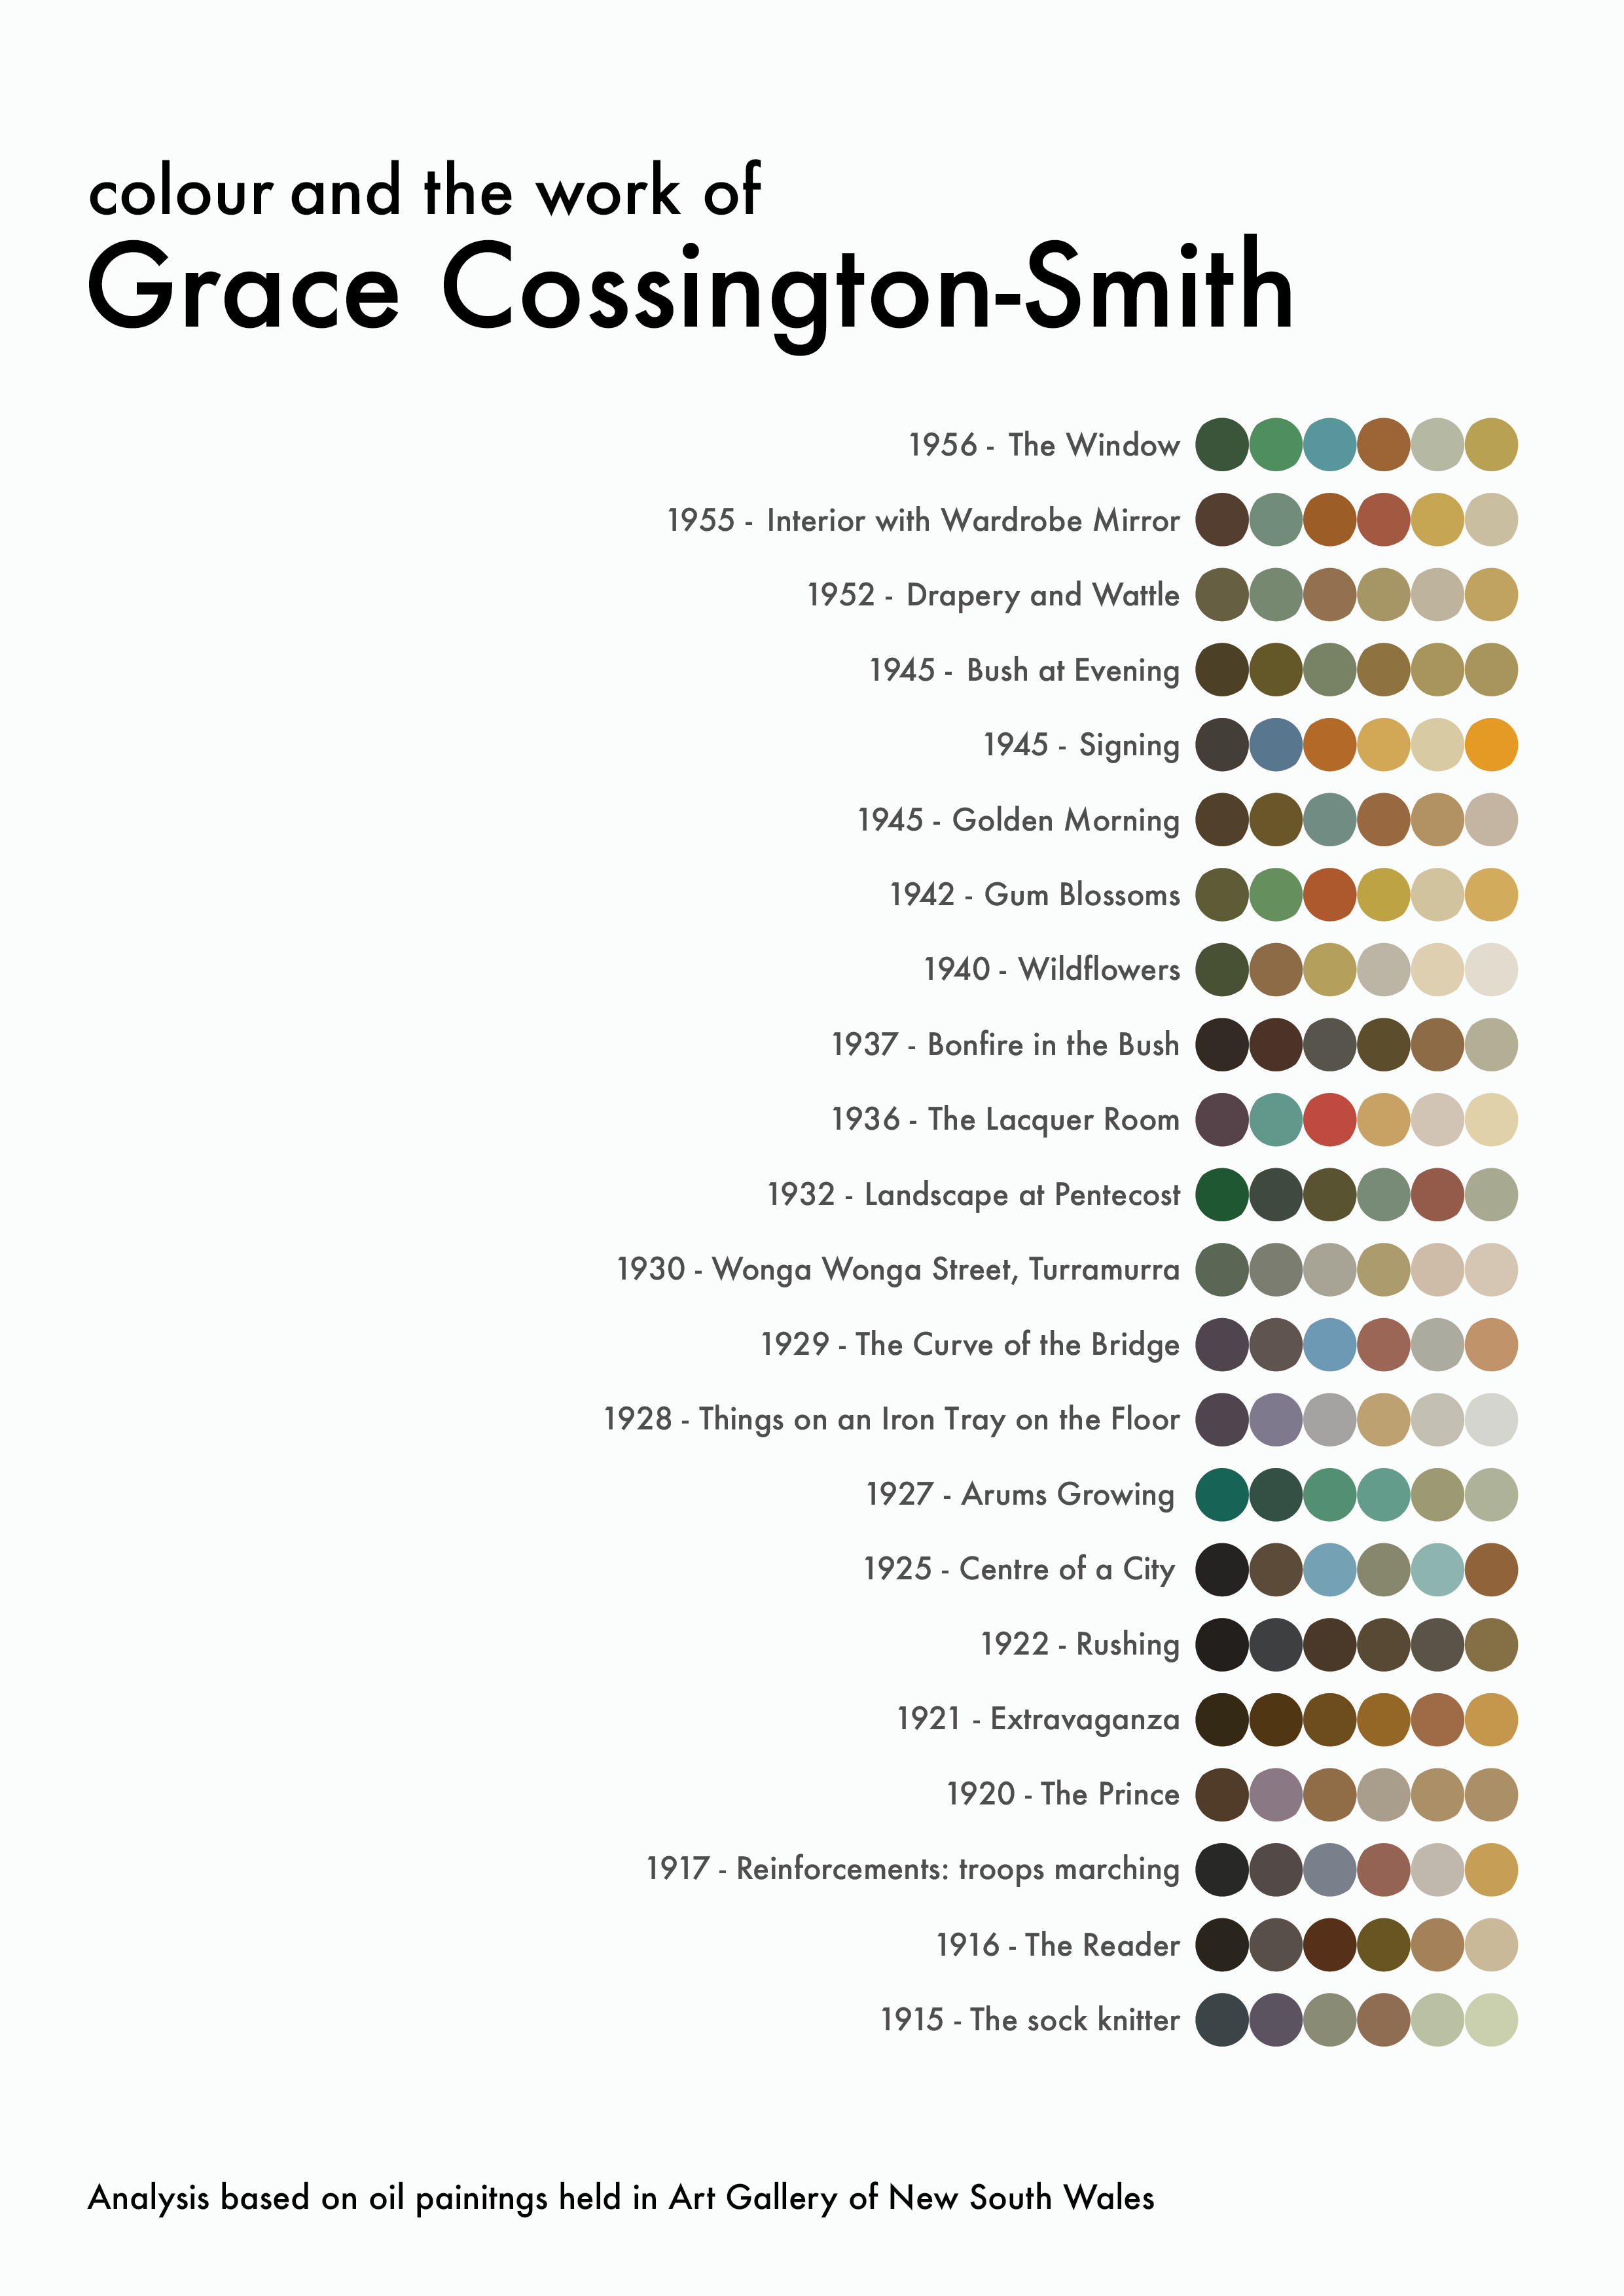 colour and the work of
Grace Cossington-Smith
1956 - The Window
1955 - Interior with Wardrobe Mirror
1952 - Drapery and Wattle
1945 - Bush at Evening
1945 - Signing
1945 - Golden Morning
1942 - Gum Blossoms
1940 - Wildflowers
1937 - Bonfire in the Bush
1936 - The Lacquer Room
1932 - Landscape at Pentecost
1930 - Wonga Wonga Street, Turramurra
1929 - The Curve of the Bridge
1928 - Things on an Iron Tray on the Floor
1927 - Arums Growing
1925 - Centre of a City
1922 - Rushing
1921 - Extravaganza
1920 - The Prince
1917 - Reinforcements: troops marching
1916 - The Reader
1915 - The sock knitter
Analysis based on oil painitngs held in Art Gallery of New South Wales